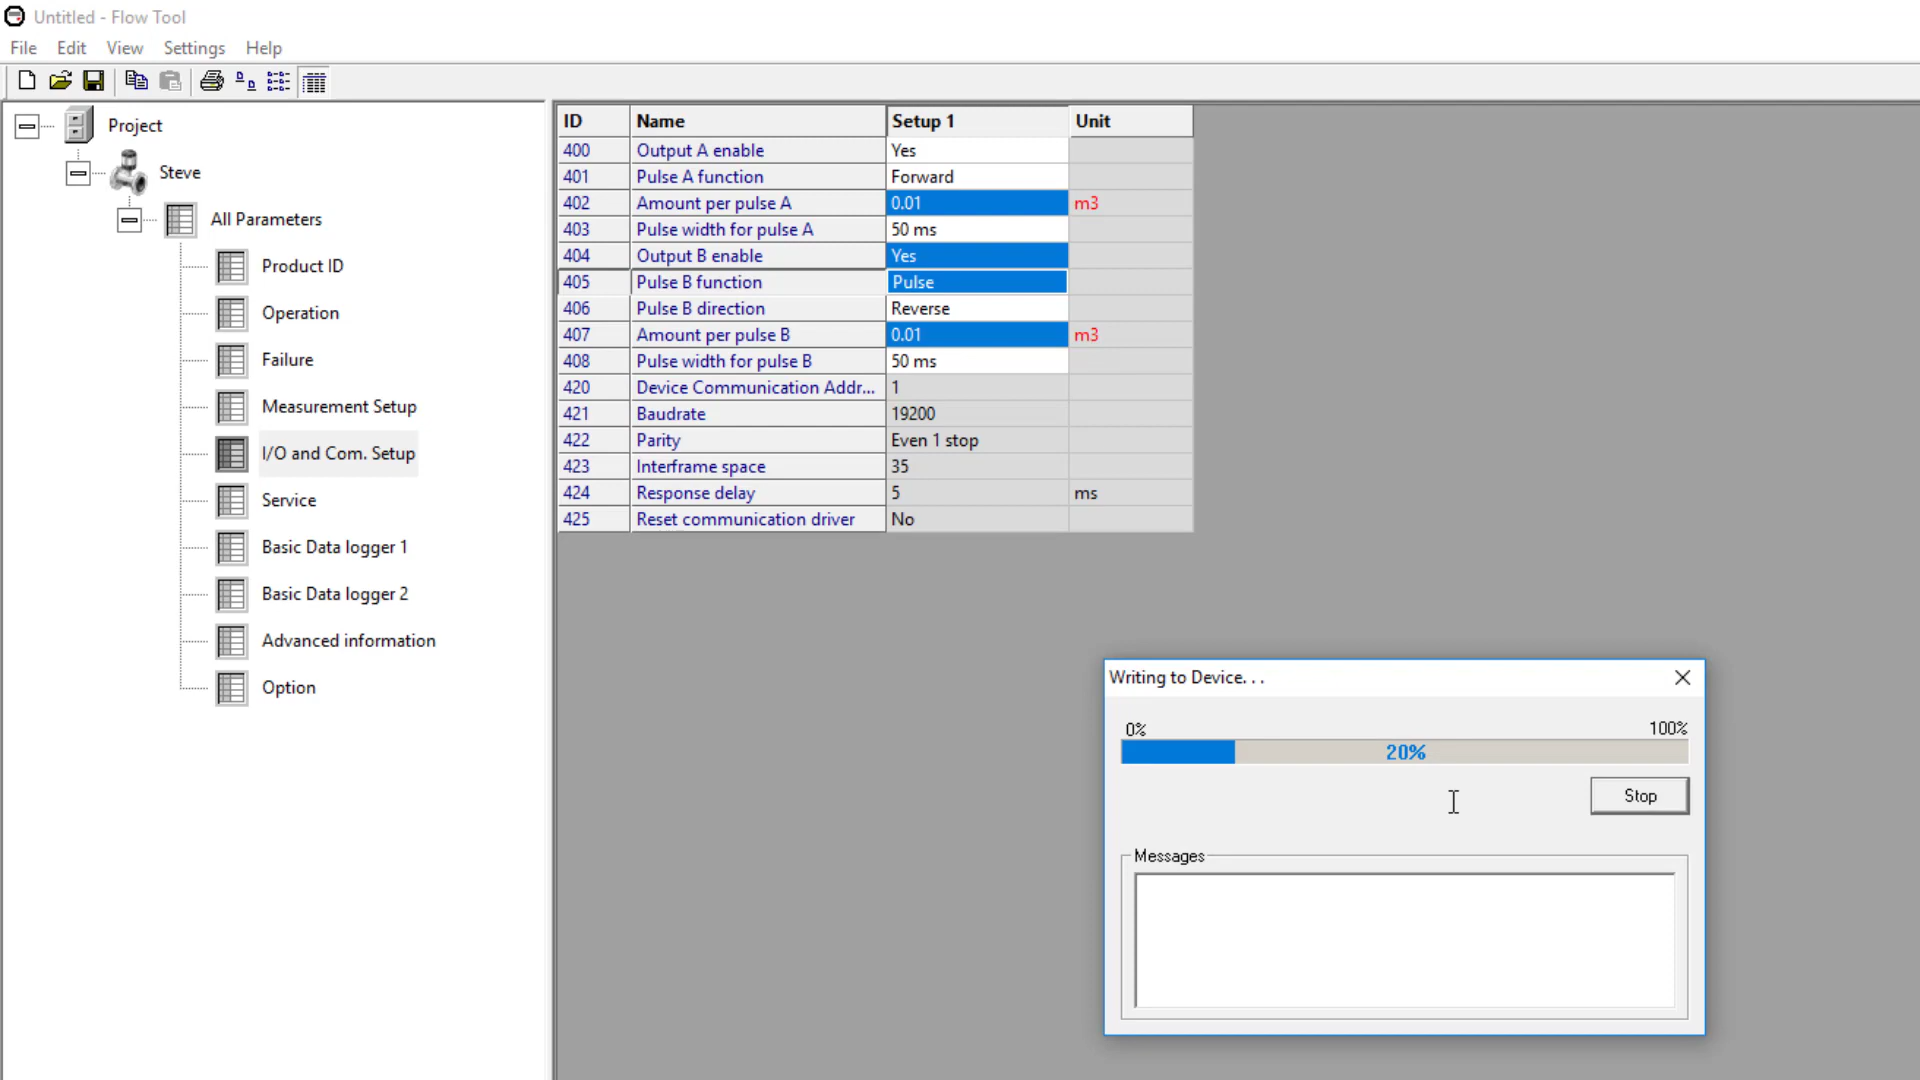 Untitled - Flow Tool
File Edit View Settings Help
Project
Steve
All Parameters
Product ID
Operation
Failure
Measurement Setup
I/O and Com. Setup
Service
Basic Data logger 1
Basic Data logger 2
Advanced information
Option
ID Name Setup 1 Unit
400 Output A enable Yes
401 Pulse A function Forward
402 Amount per pulse A 0.01 m3
403 Pulse width for pulse A 50 ms
404 Output B enable Yes
405 Pulse B function Pulse
406 Pulse B direction Reverse
407 Amount per pulse B 0.01 m3
408 Pulse width for pulse B 50 ms
420 Device Communication Addr... 1
421 Baudrate 19200
422 Parity Even 1 stop
423 Interframe space 35
424 Response delay 5 ms
425 Reset communication driver No
Writing to Device. . .
0% 100%
20%
Stop
Messages